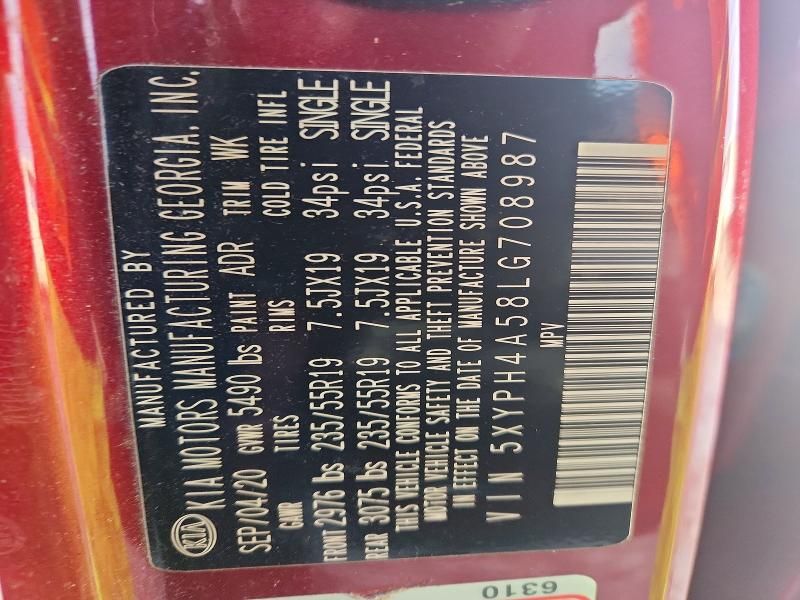 MANUFACTURED BY
KIA KIA MOTORS MANUFACTURING GEORGIA, INC.
SEP/04/20 GVWR 5490 lbs PAINT ADR TRIM WK
GAWR TIRES RIMS COLD TIRE INFL
FRONT 2976 lbs 235/55R19 7.5JX19 34psi SINGLE
REAR 3075 lbs 235/55R19 7.5JX19 34psi SINGLE
THIS VEHICLE CONFORMS TO ALL APPLICABLE U.S.A. FEDERAL
MOTOR VEHICLE SAFETY AND THEFT PREVENTION STANDARDS
IN EFFECT ON THE DATE OF MANUFACTURE SHOWN ABOVE
VIN 5XYPH4A58LG708987
MPV
6310